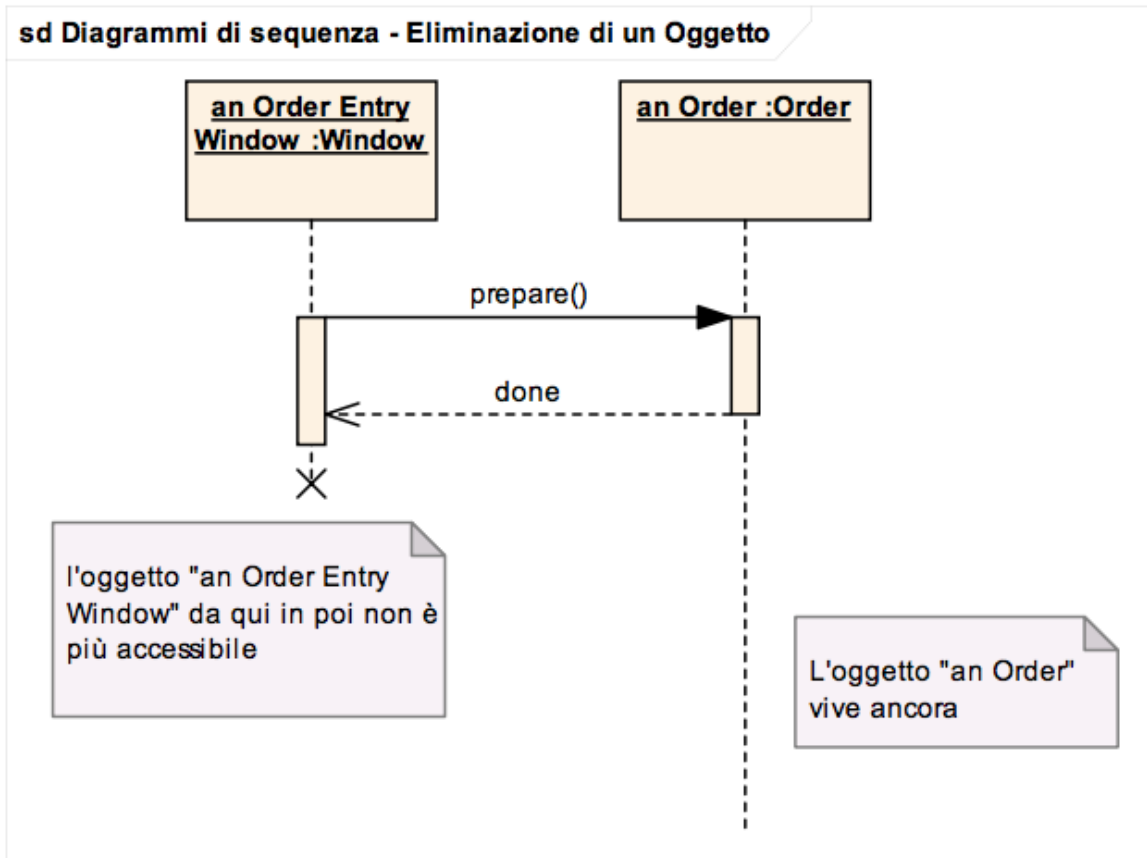 sd Diagrammi di sequenza - Eliminazione di un Oggetto
an Order Entry
Window :Window
an Order :Order
prepare()
done
l'oggetto "an Order Entry
Window" da qui in poi non è
più accessibile
L'oggetto "an Order"
vive ancora